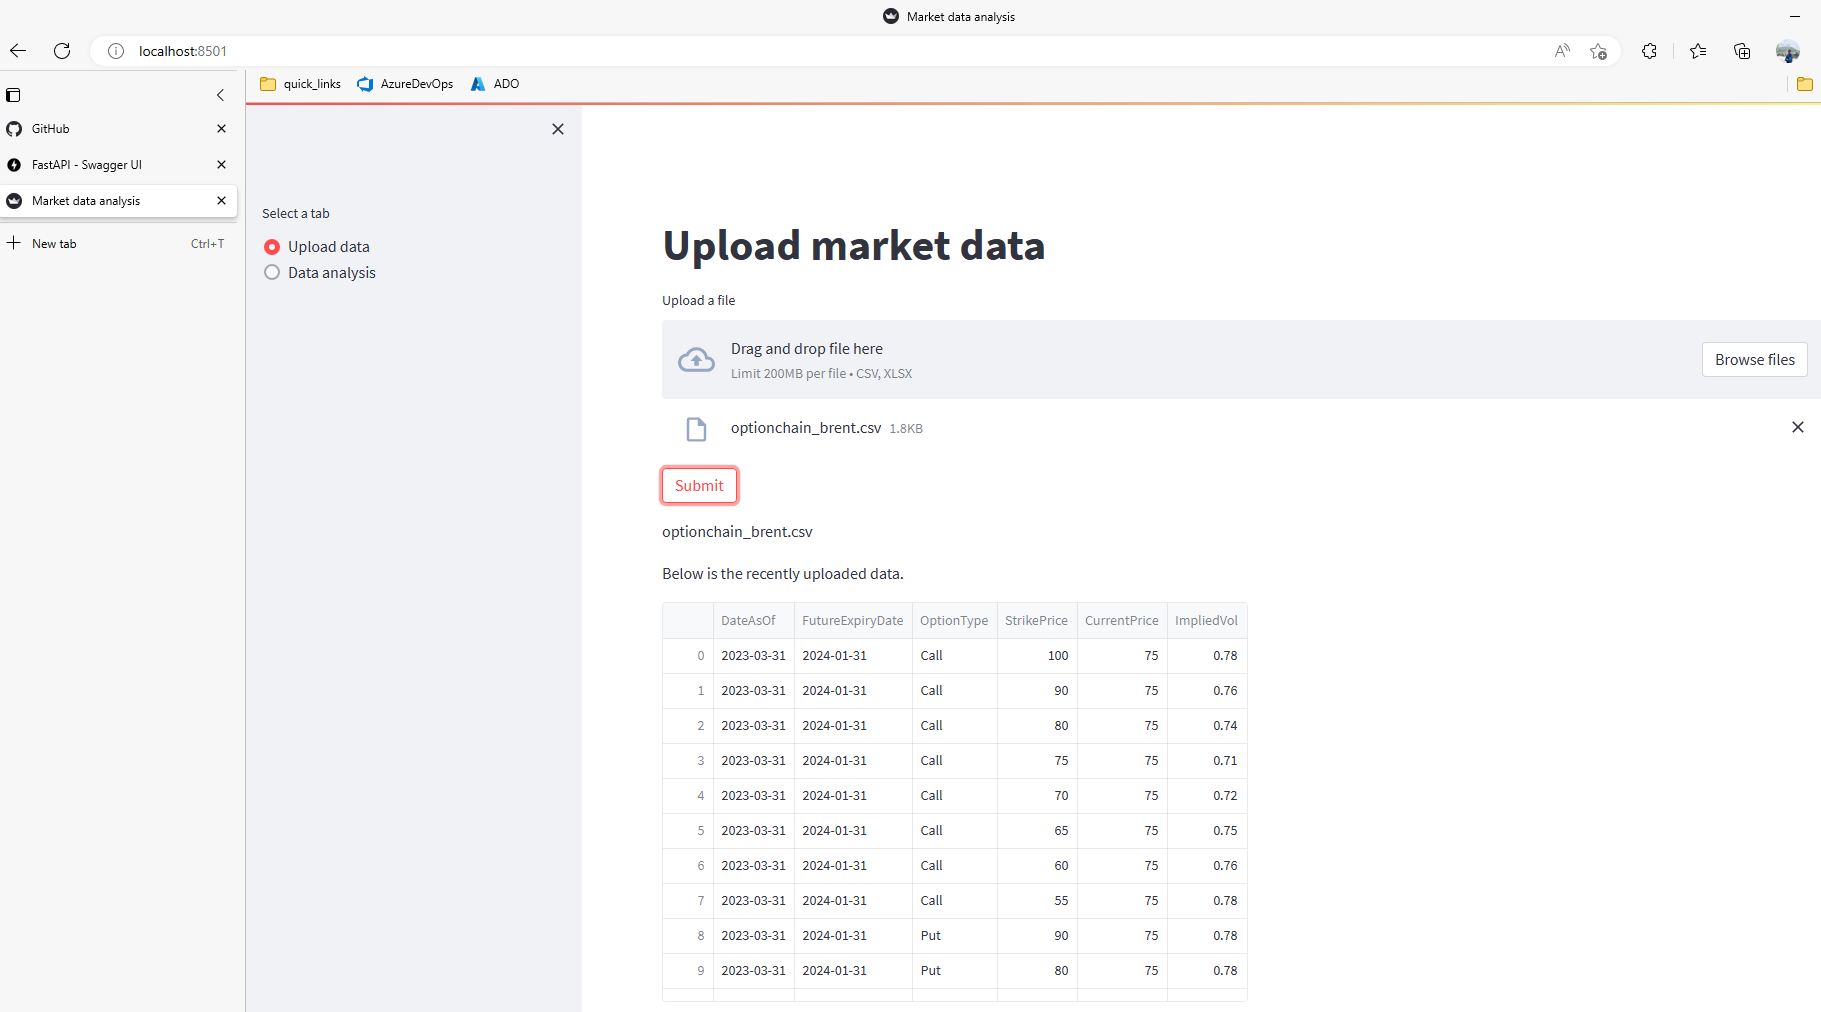 Market data analysis
localhost:8501
quick_links AzureDevOps ADO
GitHub
FastAPI - Swagger UI
Market data analysis
New tab Ctrl+T
Select a tab
Upload data
Data analysis
Upload market data
Upload a file
Drag and drop file here
Limit 200MB per file • CSV, XLSX
Browse files
optionchain_brent.csv 1.8KB
Submit
optionchain_brent.csv
Below is the recently uploaded data.
DateAsOf FutureExpiryDate OptionType StrikePrice CurrentPrice ImpliedVol
0 2023-03-31 2024-01-31 Call 100 75 0.78
1 2023-03-31 2024-01-31 Call 90 75 0.76
2 2023-03-31 2024-01-31 Call 80 75 0.74
3 2023-03-31 2024-01-31 Call 75 75 0.71
4 2023-03-31 2024-01-31 Call 70 75 0.72
5 2023-03-31 2024-01-31 Call 65 75 0.75
6 2023-03-31 2024-01-31 Call 60 75 0.76
7 2023-03-31 2024-01-31 Call 55 75 0.78
8 2023-03-31 2024-01-31 Put 90 75 0.78
9 2023-03-31 2024-01-31 Put 80 75 0.78